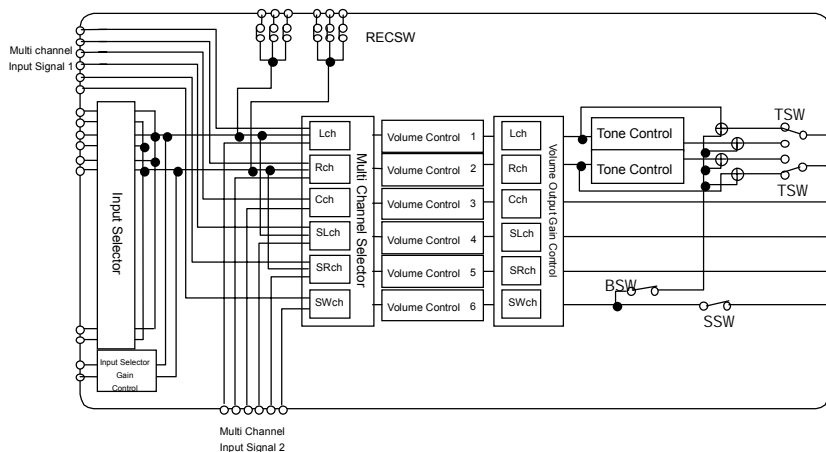 RECSW
Multi channel
Input Signal 1
Input Selector
Input Selector
Gain
Control
Multi Channel Selector
Lch
Rch
Cch
SLch
SRch
SWch
Volume Control 1
Volume Control 2
Volume Control 3
Volume Control 4
Volume Control 5
Volume Control 6
Volume Output Gain Control
Lch
Rch
Cch
SLch
SRch
SWch
Tone Control
Tone Control
TSW
TSW
BSW
SSW
Multi Channel
Input Signal 2